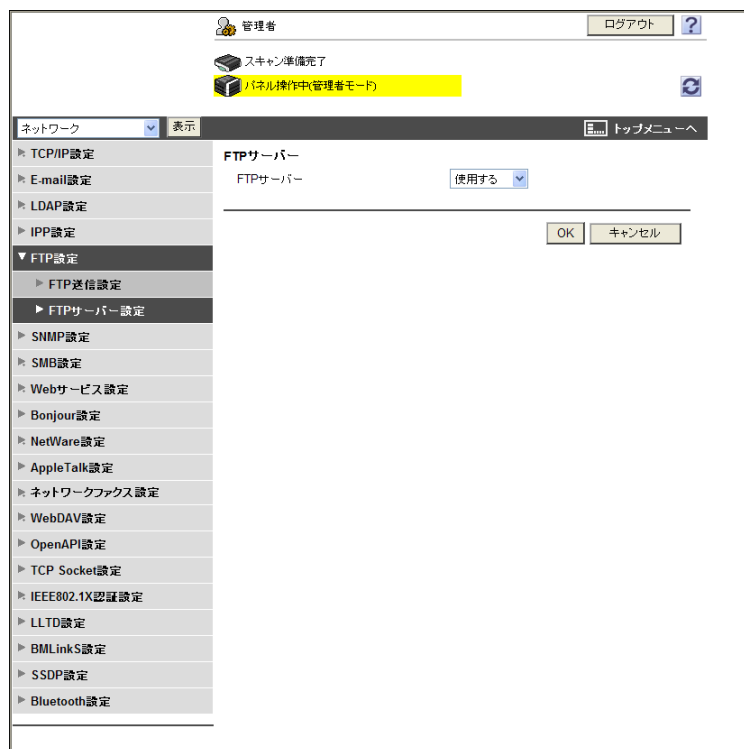 管理者
ログアウト
?
スキャン準備完了
パネル操作中(管理者モード)
ネットワーク
表示
トップメニューへ
TCP/IP設定
E-mail設定
LDAP設定
IPP設定
FTP設定
FTP送信設定
FTPサーバー設定
SNMP設定
SMB設定
Webサービス設定
Bonjour設定
NetWare設定
AppleTalk設定
ネットワークファクス設定
WebDAV設定
OpenAPI設定
TCP Socket設定
IEEE802.1X認証設定
LLTD設定
BMLinkS設定
SSDP設定
Bluetooth設定
FTPサーバー
FTPサーバー 使用する
OK キャンセル